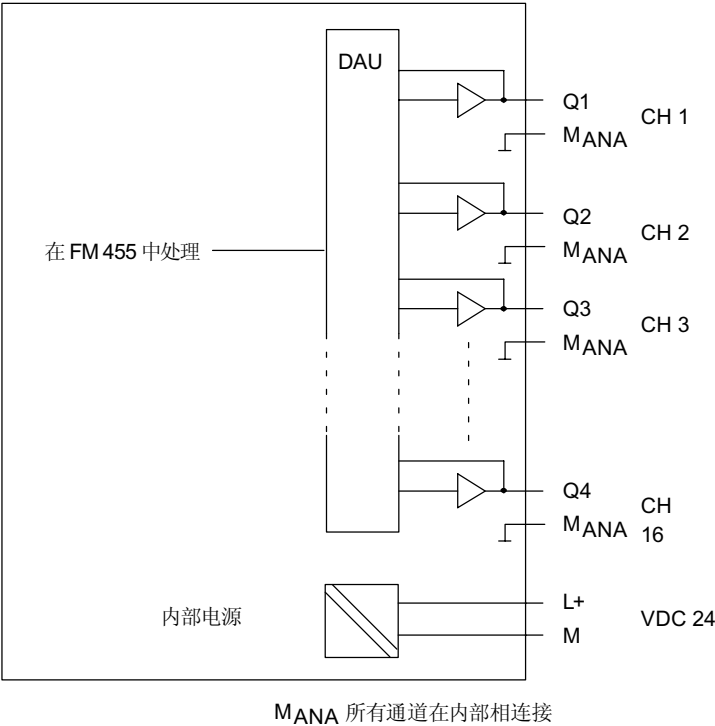 DAU
Q1
CH 1
MANA
Q2
CH 2
MANA
在 FM 455 中处理
Q3
CH 3
MANA
Q4
CH
16
MANA
内部电源
L+
VDC 24
M
MANA 所有通道在内部相连接